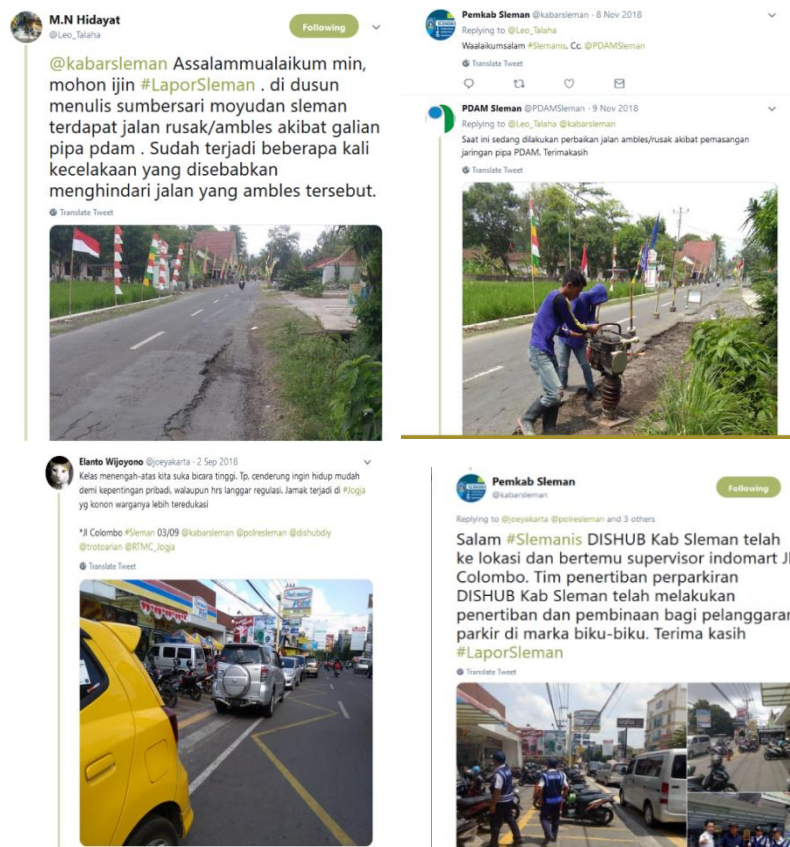 M.N Hidayat
@Leo_Talaha
Following
@kabarsleman Assalammualaikum min,
mohon ijin #LaporSleman . di dusun
menulis sumbersari moyudan sleman
terdapat jalan rusak/ambles akibat galian
pipa pdam . Sudah terjadi beberapa kali
kecelakaan yang disebabkan
menghindari jalan yang ambles tersebut.
Translate Tweet
Pemkab Sleman @kabarsleman · 8 Nov 2018
Replying to @Leo_Talaha
Waalaikumsalam #Slemanis. Cc. @PDAMSleman
Translate Tweet
PDAM Sleman @PDAMSleman · 9 Nov 2018
Replying to @Leo_Talaha @kabarsleman
Saat ini sedang dilakukan perbaikan jalan ambles/rusak akibat pemasangan
jaringan pipa PDAM. Terimakasih
Translate Tweet
Elanto Wijoyono @joeyakarta · 2 Sep 2018
Kelas menengah-atas kita suka bicara tinggi. Tp, cenderung ingin hidup mudah
demi kepentingan pribadi, walaupun hrs langgar regulasi. Jamak terjadi di #Jogja
yg konon warganya lebih teredukasi
*Jl Colombo #Sleman 03/09 @kabarsleman @polressleman @dishubdiy
@trotoarian @RTMC_Jogja
Translate Tweet
Pemkab Sleman
@kabarsleman
Following
Replying to @joeyakarta @polressleman and 3 others
Salam #Slemanis DISHUB Kab Sleman telah
ke lokasi dan bertemu supervisor indomart Jl
Colombo. Tim penertiban perparkiran
DISHUB Kab Sleman telah melakukan
penertiban dan pembinaan bagi pelanggaran
parkir di marka biku-biku. Terima kasih
#LaporSleman
Translate Tweet